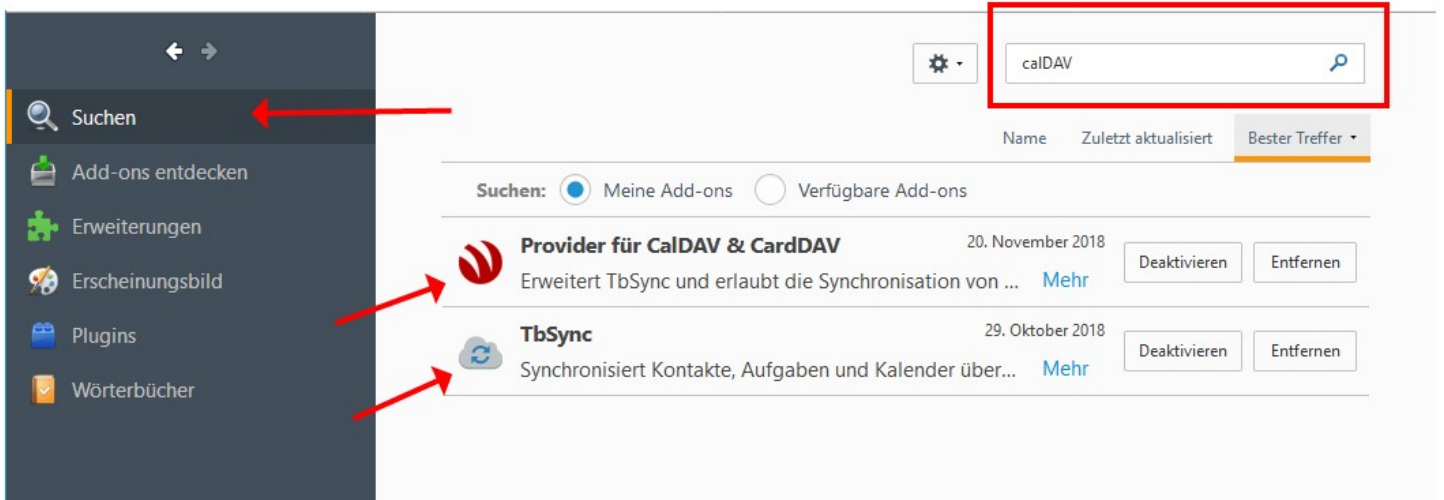 calDAV
Suchen
Name Zuletzt aktualisiert Bester Treffer
Add-ons entdecken
Suchen: Meine Add-ons Verfügbare Add-ons
Erweiterungen
Provider für CalDAV & CardDAV 20. November 2018
Deaktivieren Entfernen
Erweitert TbSync und erlaubt die Synchronisation von ... Mehr
Erscheinungsbild
Plugins
TbSync 29. Oktober 2018
Deaktivieren Entfernen
Synchronisiert Kontakte, Aufgaben und Kalender über... Mehr
Wörterbücher